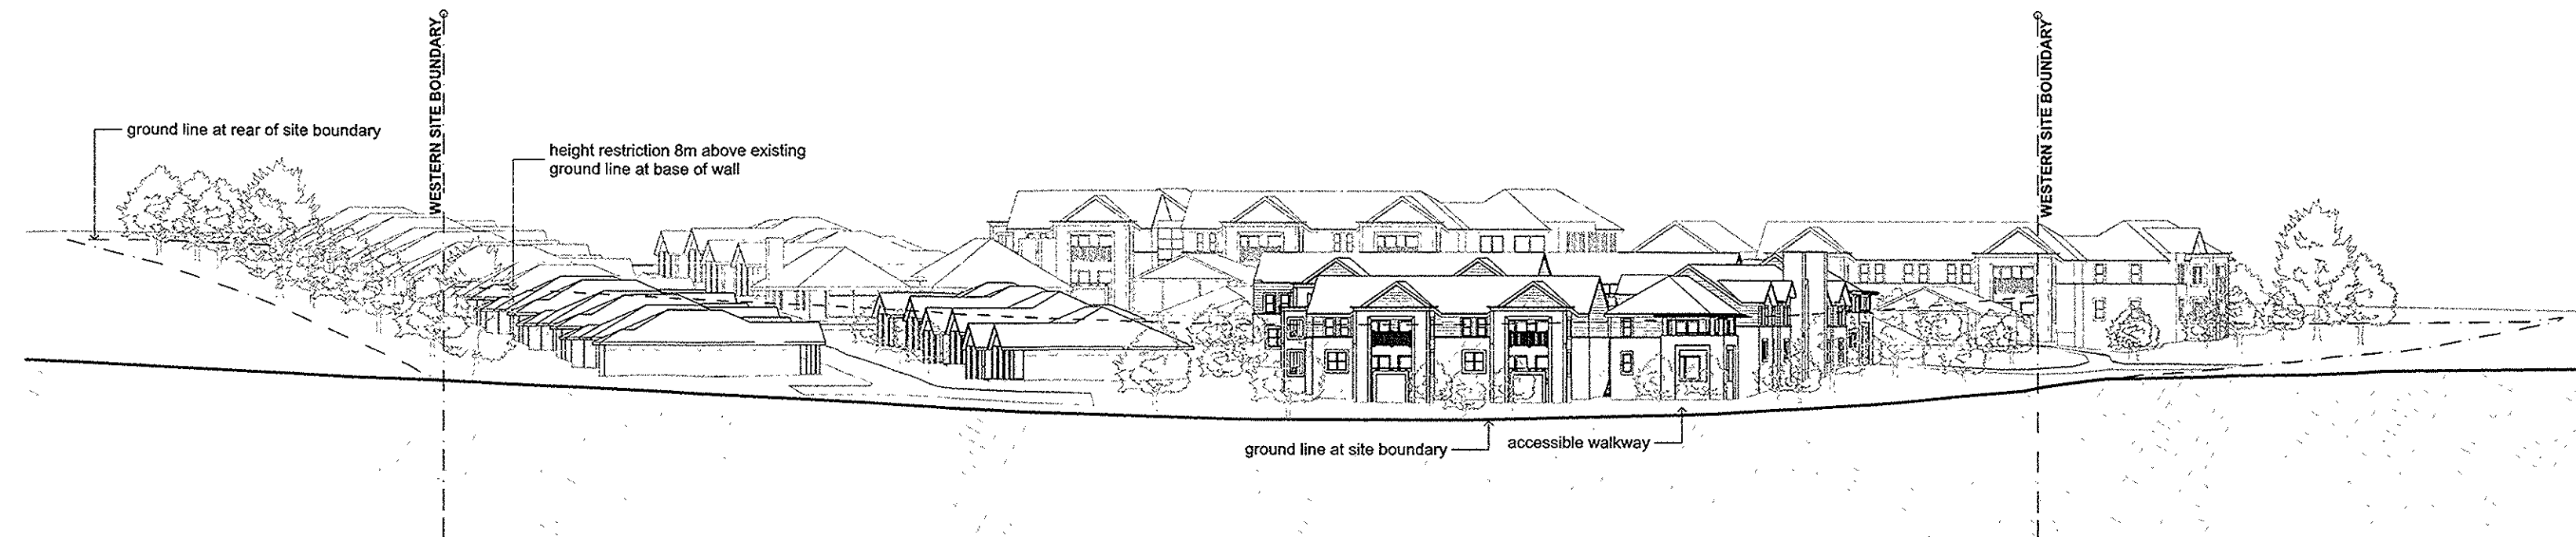 WESTERN SITE BOUNDARY
WESTERN SITE BOUNDARY
ground line at rear of site boundary
height restriction 8m above existing
ground line at base of wall
ground line at site boundary
accessible walkway